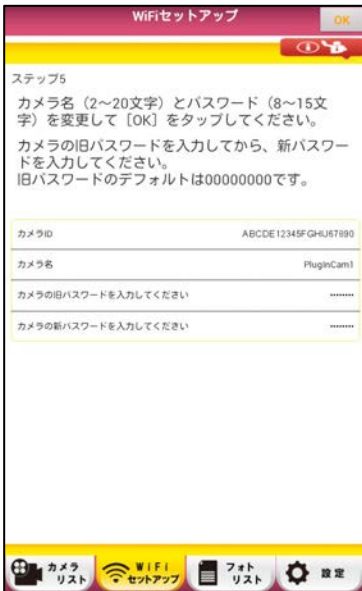 WiFiセットアップ
OK
ステップ5
カメラ名（2～20文字）とパスワード（8～15文
字）を変更して［OK］をタップしてください。
カメラの旧パスワードを入力してから、新パスワー
ドを入力してください。
旧パスワードのデフォルトは00000000です。
カメラID
ABCDE12345FGHIJ67890
カメラ名
PlugInCam1
カメラの旧パスワードを入力してください
••••••••
カメラの新パスワードを入力してください
••••••••
カメラ
リスト
WiFi
セットアップ
フォト
リスト
設定